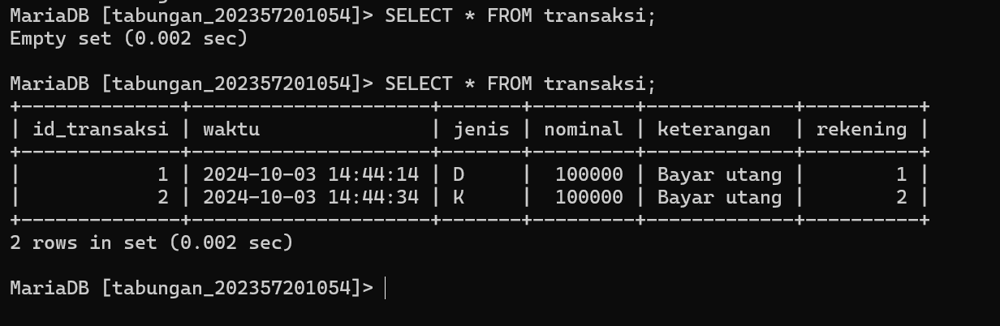 MariaDB [tabungan_202357201054]> SELECT * FROM transaksi;
Empty set (0.002 sec)
MariaDB [tabungan_202357201054]> SELECT * FROM transaksi;
+--------------+---------------------+-------+---------+-------------+----------+
| id_transaksi | waktu               | jenis | nominal | keterangan  | rekening |
+--------------+---------------------+-------+---------+-------------+----------+
|            1 | 2024-10-03 14:44:14 | D     |  100000 | Bayar utang |        1 |
|            2 | 2024-10-03 14:44:34 | K     |  100000 | Bayar utang |        2 |
+--------------+---------------------+-------+---------+-------------+----------+
2 rows in set (0.002 sec)
MariaDB [tabungan_202357201054]>